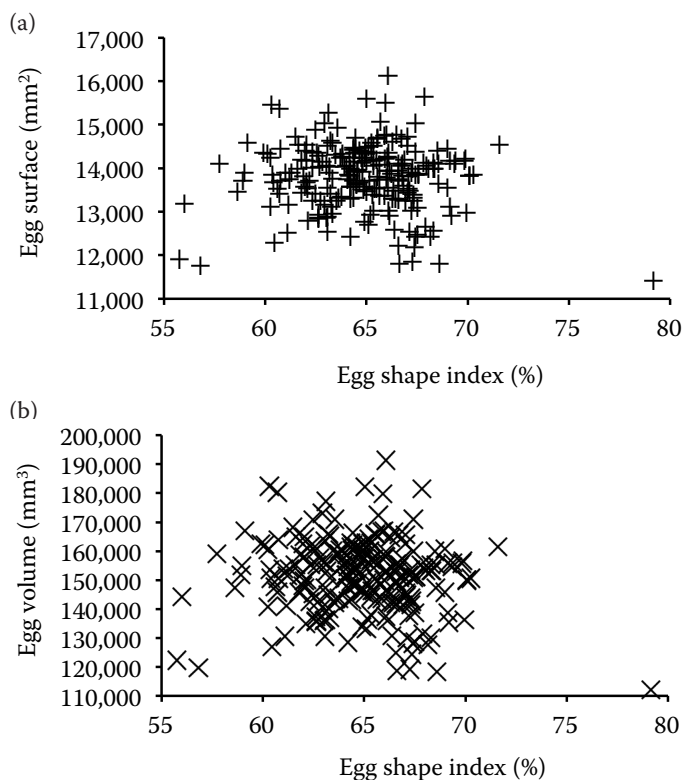 (a)
17,000
16,000
15,000
14,000
13,000
12,000
11,000
Egg surface (mm²)
55 60 65 70 75 80
Egg shape index (%)
(b)
200,000
190,000
180,000
170,000
160,000
150,000
140,000
130,000
120,000
110,000
Egg volume (mm³)
55 60 65 70 75 80
Egg shape index (%)